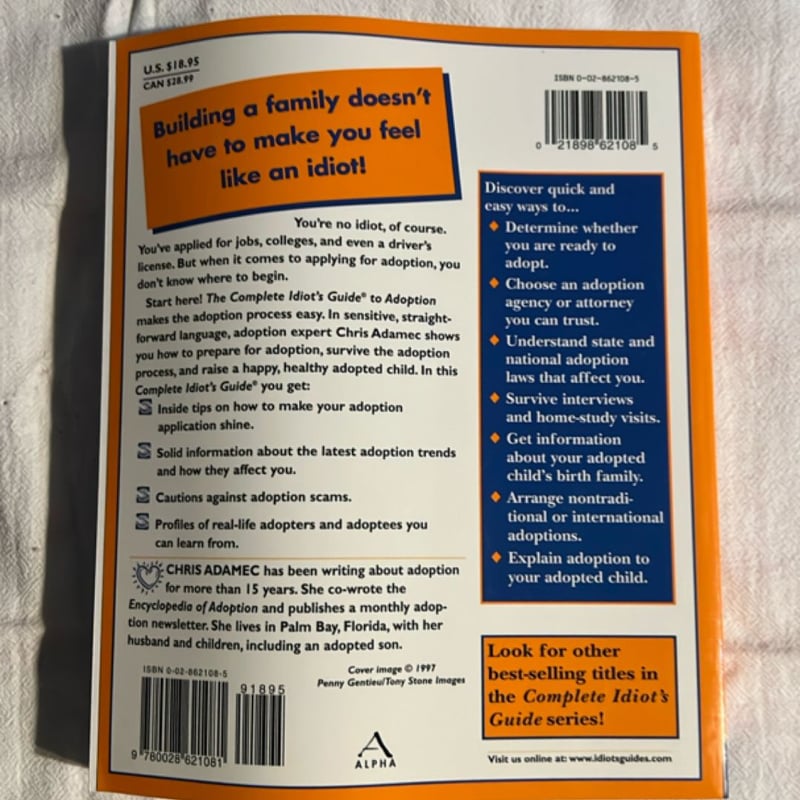 U.S. $18.95
CAN $28.99
Building a family doesn't
have to make you feel
like an idiot!
You're no idiot, of course.
You've applied for jobs, colleges, and even a driver's
license. But when it comes to applying for adoption, you
don't know where to begin.
Start here! The Complete Idiot's Guide® to Adoption
makes the adoption process easy. In sensitive, straight-
forward language, adoption expert Chris Adamec shows
you how to prepare for adoption, survive the adoption
process, and raise a happy, healthy adopted child. In this
Complete Idiot's Guide® you get:
Inside tips on how to make your adoption
application shine.
Solid information about the latest adoption trends
and how they affect you.
Cautions against adoption scams.
Profiles of real-life adopters and adoptees you
can learn from.
CHRIS ADAMEC has been writing about adoption
for more than 15 years. She co-wrote the
Encyclopedia of Adoption and publishes a monthly adop-
tion newsletter. She lives in Palm Bay, Florida, with her
husband and children, including an adopted son.
ISBN 0-02-862108-5
91895
9 780028 621081
Cover image © 1997
Penny Gentieu/Tony Stone Images
ALPHA
ISBN 0-02-862108-5
0 21898 62108 5
Discover quick and
easy ways to...
◆ Determine whether
you are ready to
adopt.
◆ Choose an adoption
agency or attorney
you can trust.
◆ Understand state and
national adoption
laws that affect you.
◆ Survive interviews
and home-study visits.
◆ Get information
about your adopted
child's birth family.
◆ Arrange nontradi-
tional or international
adoptions.
◆ Explain adoption to
your adopted child.
Look for other
best-selling titles in
the Complete Idiot's
Guide series!
Visit us online at: www.idiotsguides.com